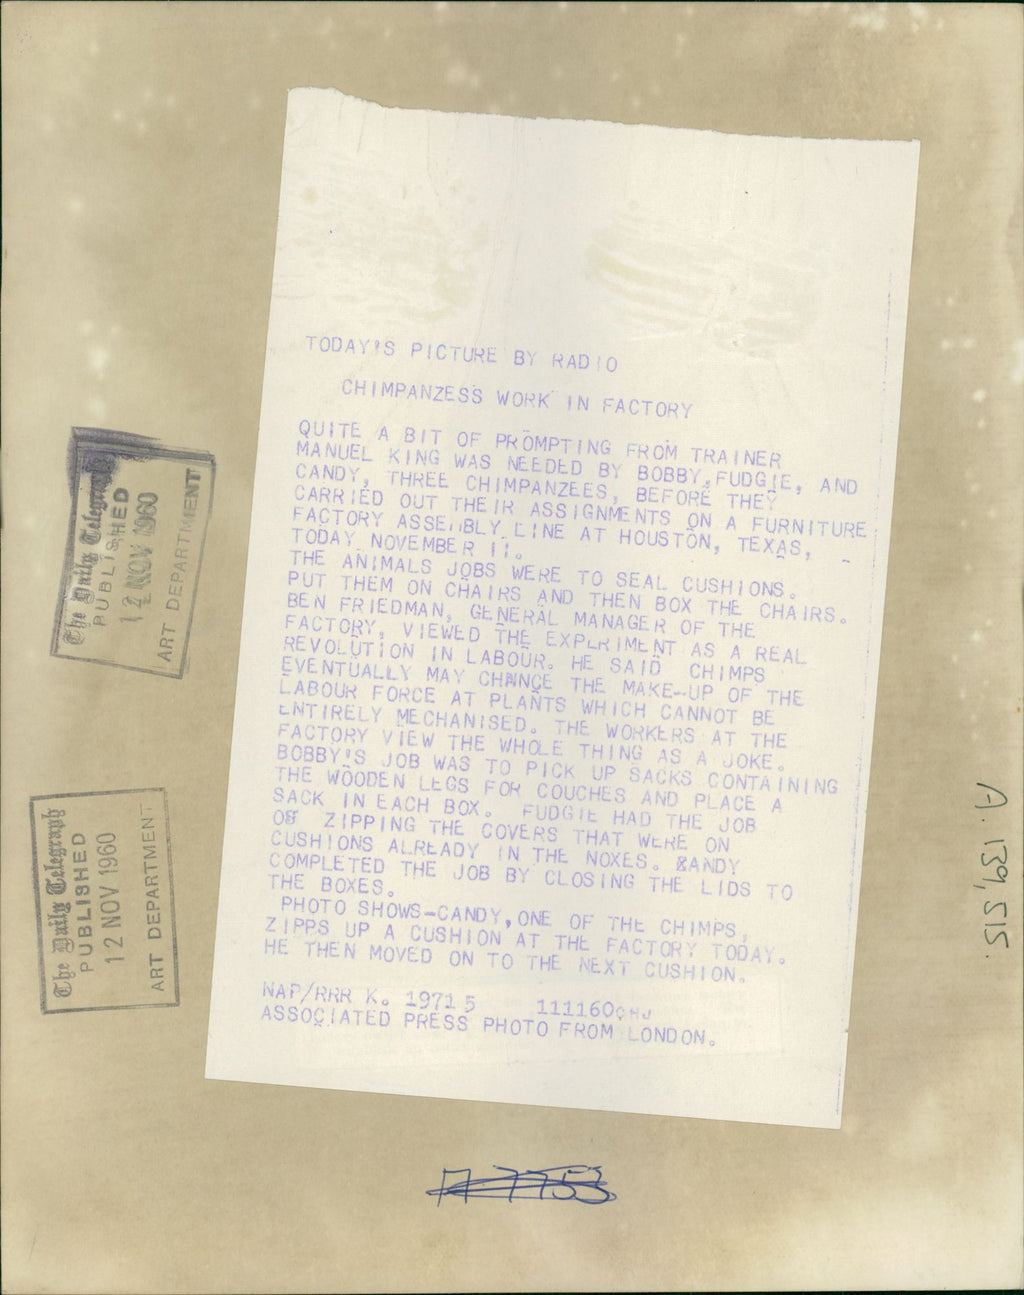 TODAY'S PICTURE BY RADIO
CHIMPANZESS WORK IN FACTORY
QUITE A BIT OF PROMPTING FROM TRAINER
MANUEL KING WAS NEEDED BY BOBBY, FUDGIE, AND
CANDY, THREE CHIMPANZEES, BEFORE THEY
CARRIED OUT THEIR ASSIGNMENTS ON A FURNITURE
FACTORY ASSEMBLY LINE AT HOUSTON, TEXAS,
TODAY NOVEMBER 11.
THE ANIMALS JOBS WERE TO SEAL CUSHIONS.
PUT THEM ON CHAIRS AND THEN BOX THE CHAIRS.
BEN FRIEDMAN, GENERAL MANAGER OF THE
FACTORY, VIEWED THE EXPERIMENT AS A REAL
REVOLUTION IN LABOUR. HE SAID CHIMPS
EVENTUALLY MAY CHANGE THE MAKE-UP OF THE
LABOUR FORCE AT PLANTS WHICH CANNOT BE
ENTIRELY MECHANISED. THE WORKERS AT THE
FACTORY VIEW THE WHOLE THING AS A JOKE.
BOBBY'S JOB WAS TO PICK UP SACKS CONTAINING
THE WOODEN LEGS FOR COUCHES AND PLACE A
SACK IN EACH BOX. FUDGIE HAD THE JOB
OF ZIPPING THE COVERS THAT WERE ON
CUSHIONS ALREADY IN THE NOXES. CANDY
COMPLETED THE JOB BY CLOSING THE LIDS TO
THE BOXES.
PHOTO SHOWS-CANDY, ONE OF THE CHIMPS,
ZIPPS UP A CUSHION AT THE FACTORY TODAY.
HE THEN MOVED ON TO THE NEXT CUSHION.
NAP/RRR K. 19715 111160
ASSOCIATED PRESS PHOTO FROM LONDON.
The Daily Telegraph
PUBLISHED
12 NOV 1960
ART DEPARTMENT
The Daily Telegraph
PUBLISHED
12 NOV 1960
ART DEPARTMENT
A. 139,515.